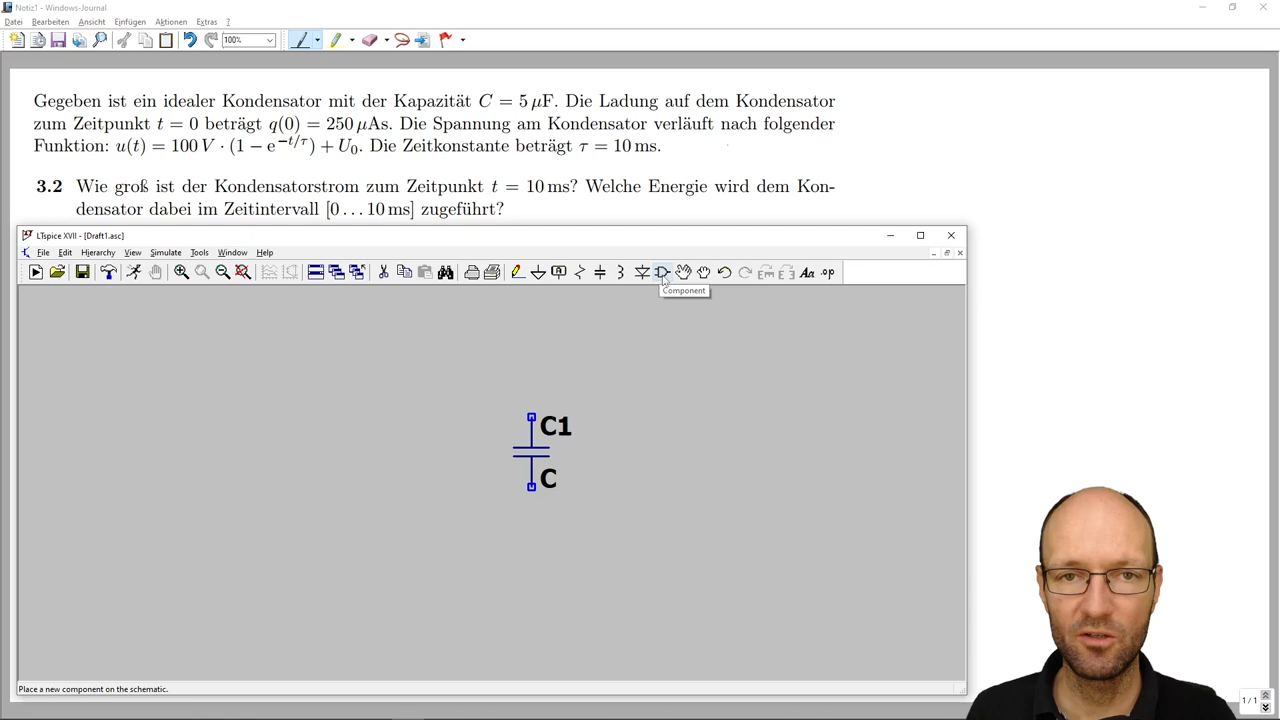 Notiz1 - Windows-Journal
Datei Bearbeiten Ansicht Einfügen Aktionen Extras ?
100%
Gegeben ist ein idealer Kondensator mit der Kapazität C = 5 μF. Die Ladung auf dem Kondensator
zum Zeitpunkt t = 0 beträgt q(0) = 250 μAs. Die Spannung am Kondensator verläuft nach folgender
Funktion: u(t) = 100 V · (1 − e^−t/τ) + U₀. Die Zeitkonstante beträgt τ = 10 ms.
3.2 Wie groß ist der Kondensatorstrom zum Zeitpunkt t = 10 ms? Welche Energie wird dem Kon-
densator dabei im Zeitintervall [0 . . . 10 ms] zugeführt?
LTspice XVII - [Draft1.asc]
File Edit Hierarchy View Simulate Tools Window Help
Aa .op
Component
C1
C
Place a new component on the schematic.
1/1